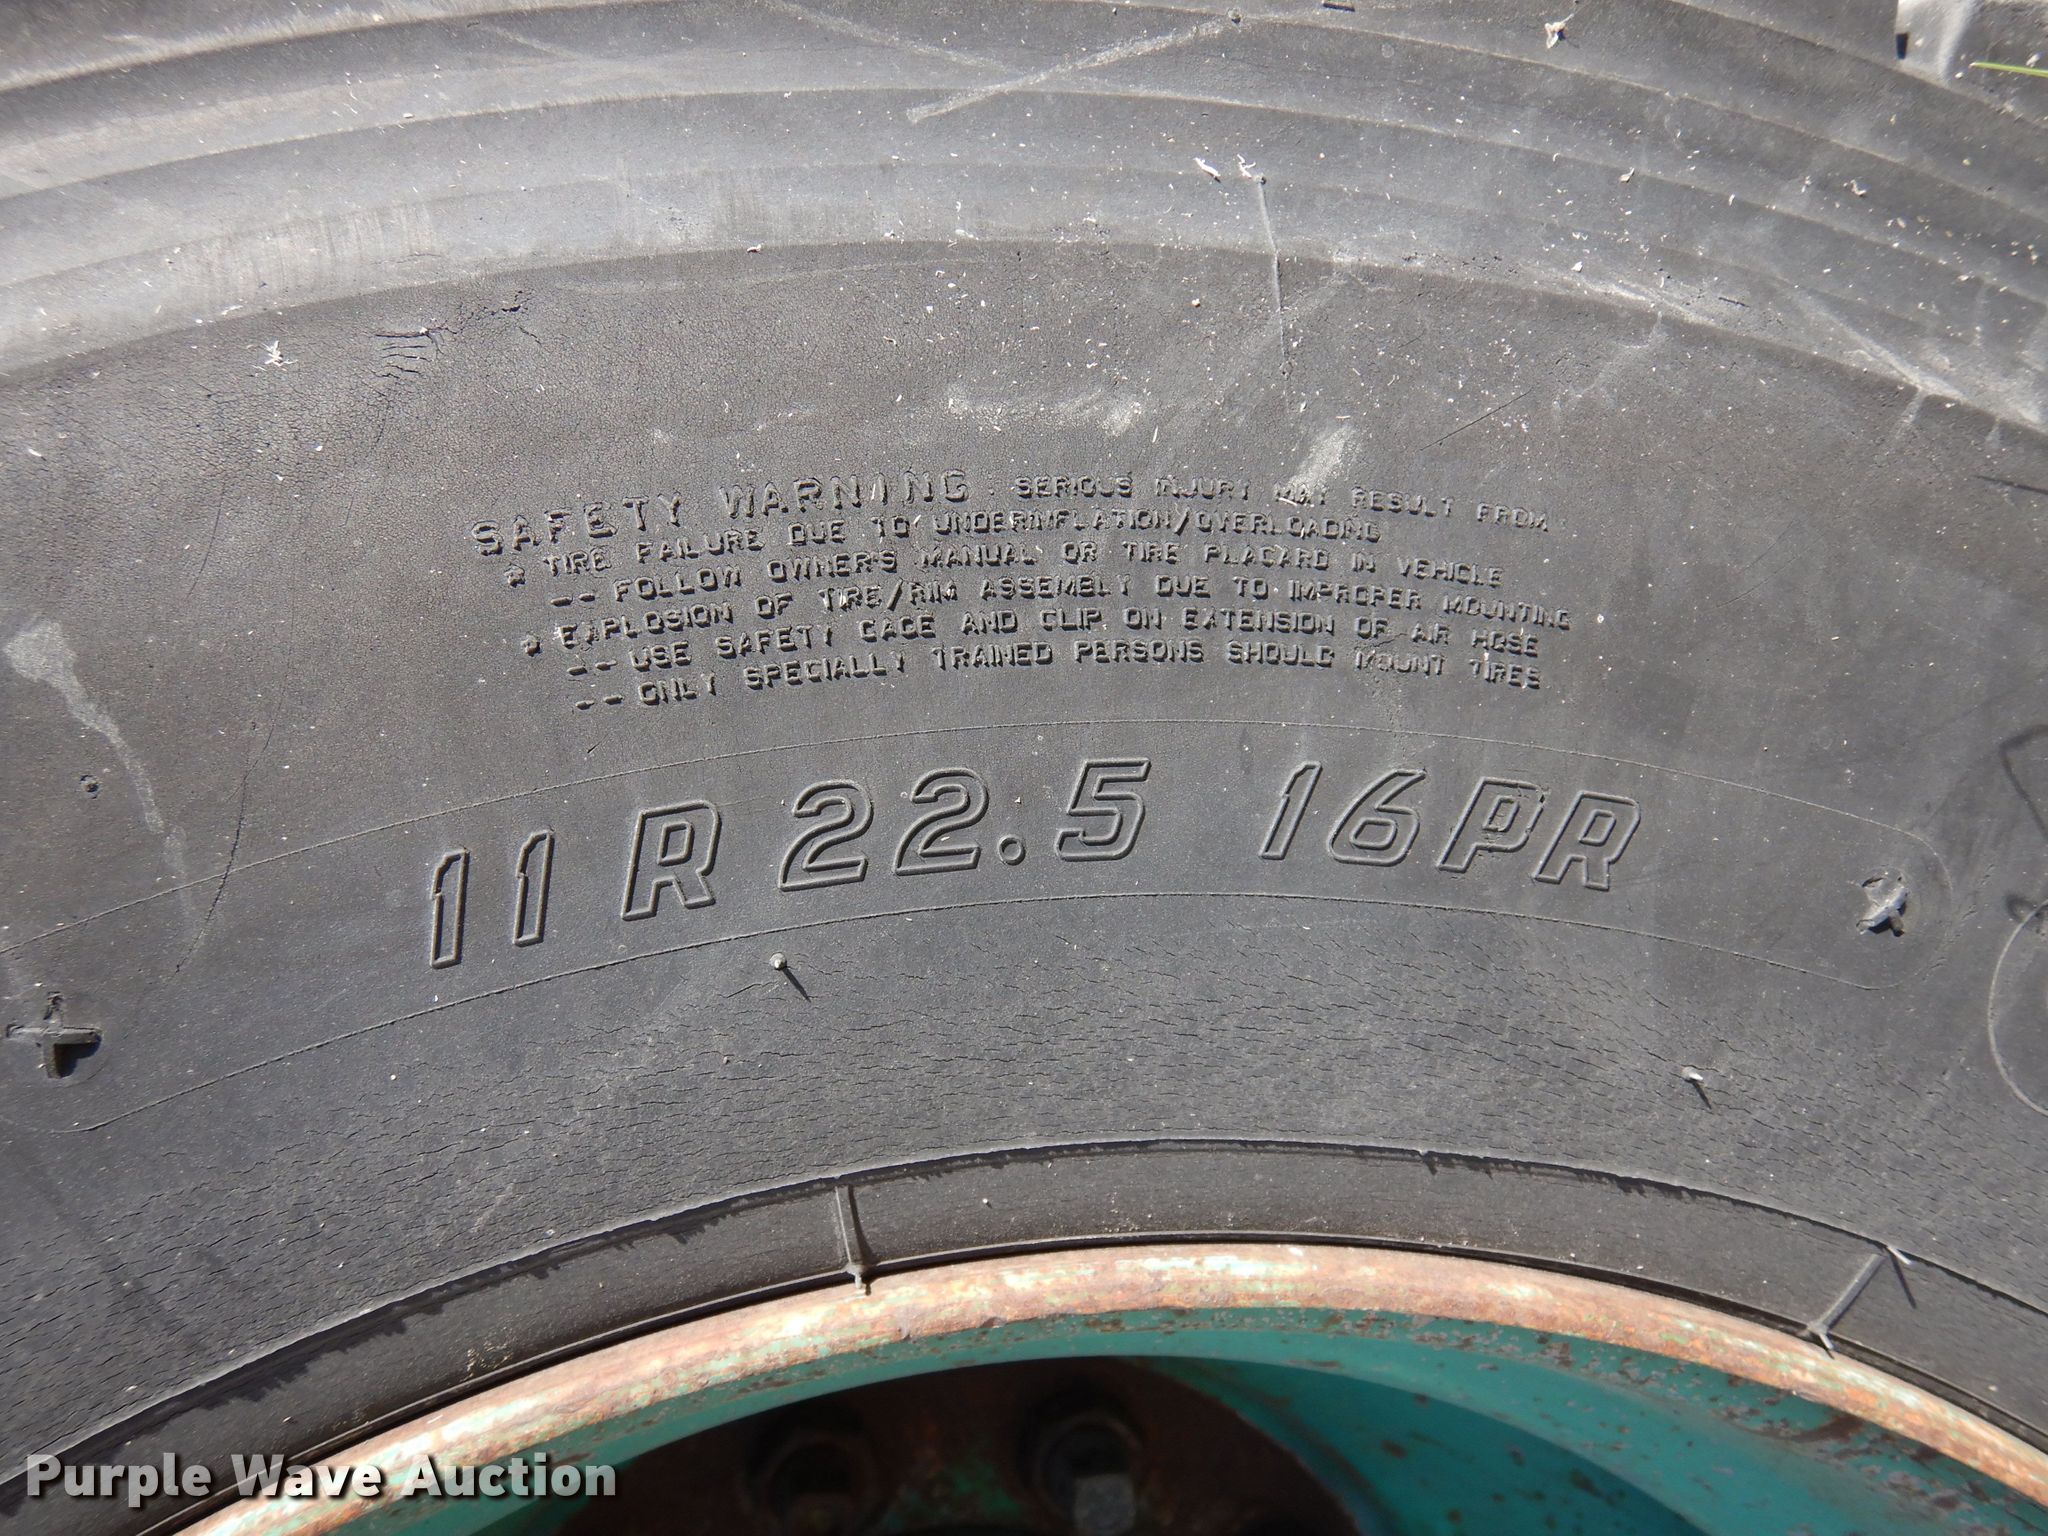 SAFETY WARNING. SERIOUS INJURY MAY RESULT FROM:
* TIRE FAILURE DUE TO UNDERINFLATION/OVERLOADING
-- FOLLOW OWNER'S MANUAL OR TIRE PLACARD IN VEHICLE
* EXPLOSION OF TIRE/RIM ASSEMBLY DUE TO IMPROPER MOUNTING
-- USE SAFETY CAGE AND CLIP ON EXTENSION OF AIR HOSE
-- ONLY SPECIALLY TRAINED PERSONS SHOULD MOUNT TIRES
11 R 22.5 16PR
Purple Wave Auction